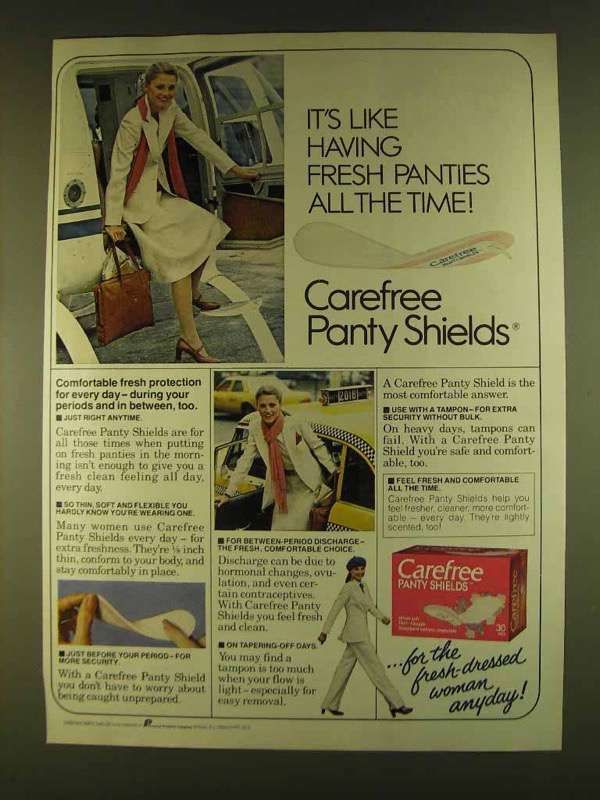 IT'S LIKE
HAVING
FRESH PANTIES
ALL THE TIME!
Carefree
Carefree
Panty Shields®
Comfortable fresh protection
for every day – during your
periods and in between, too.
■ JUST RIGHT ANYTIME.
Carefree Panty Shields are for
all those times when putting
on fresh panties in the morn-
ing isn't enough to give you a
fresh clean feeling all day,
every day.
■ SO THIN, SOFT AND FLEXIBLE YOU
HARDLY KNOW YOU'RE WEARING ONE.
Many women use Carefree
Panty Shields every day – for
extra freshness. They're ⅛ inch
thin, conform to your body, and
stay comfortably in place.
■ JUST BEFORE YOUR PERIOD – FOR
MORE SECURITY.
With a Carefree Panty Shield
you don't have to worry about
being caught unprepared.
2U18
■ FOR BETWEEN-PERIOD DISCHARGE –
THE FRESH, COMFORTABLE CHOICE.
Discharge can be due to
hormonal changes, ovu-
lation, and even cer-
tain contraceptives.
With Carefree Panty
Shields you feel fresh
and clean.
■ ON TAPERING-OFF DAYS.
You may find a
tampon is too much
when your flow is
light – especially for
easy removal.
A Carefree Panty Shield is the
most comfortable answer.
■ USE WITH A TAMPON – FOR EXTRA
SECURITY WITHOUT BULK.
On heavy days, tampons can
fail. With a Carefree Panty
Shield you're safe and comfort-
able, too.
■ FEEL FRESH AND COMFORTABLE
ALL THE TIME.
Carefree Panty Shields help you
feel fresher, cleaner, more comfort-
able – every day. They're lightly
scented, too!
Carefree
PANTY SHIELDS
Carefree
30
...for the
fresh-dressed
woman
anyday!